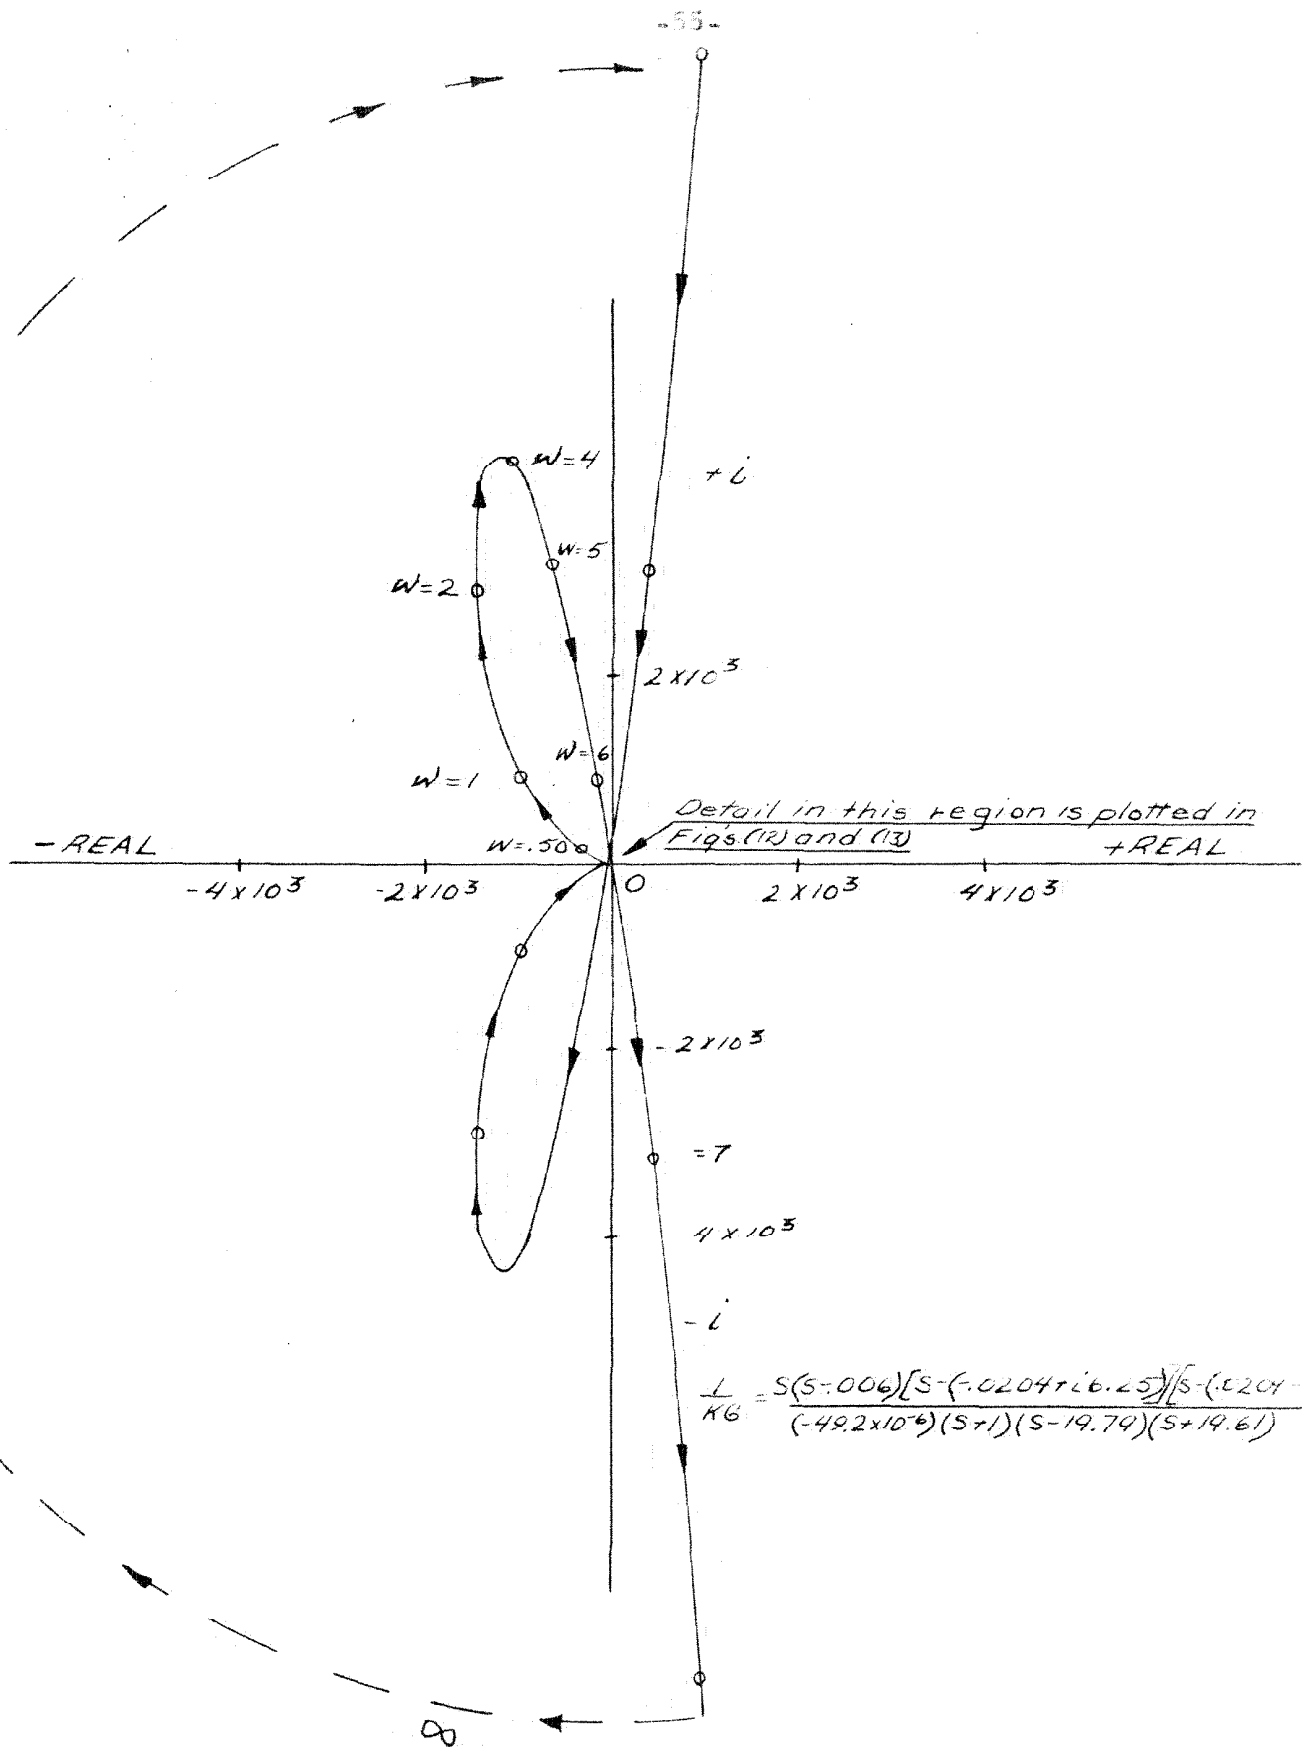 -55-
W=4
+i
W=5
W=2
2x10³
W=6
W=1
Detail in this region is plotted in
Fig's.(12) and (13)
W=.50
-REAL
+REAL
-4x10³
-2x10³
0
2x10³
4x10³
-2x10³
=7
4x10³
-i
1/KG = S(S-.006)[S-(-.0204+i6.25)][S-(.0204-
(-49.2x10⁻⁶)(S+1)(S-19.79)(S+19.61)
∞